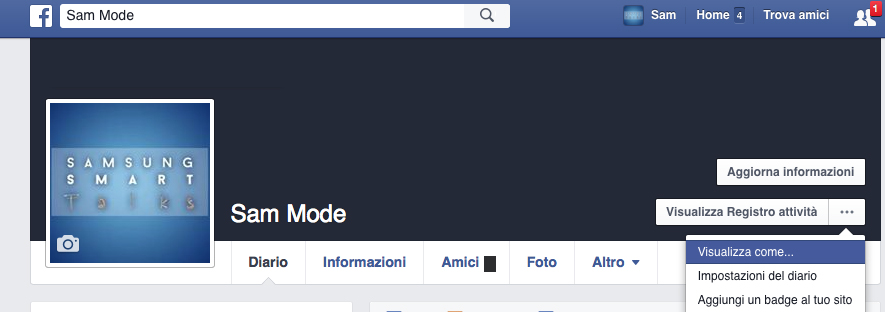 f
Sam Mode
Sam
Home 4
Trova amici
1
SAMSUNG
SMART
Talks
Aggiorna informazioni
Visualizza Registro attività
Sam Mode
Visualizza come...
Diario
Informazioni
Amici
Foto
Altro
Impostazioni del diario
Aggiungi un badge al tuo sito